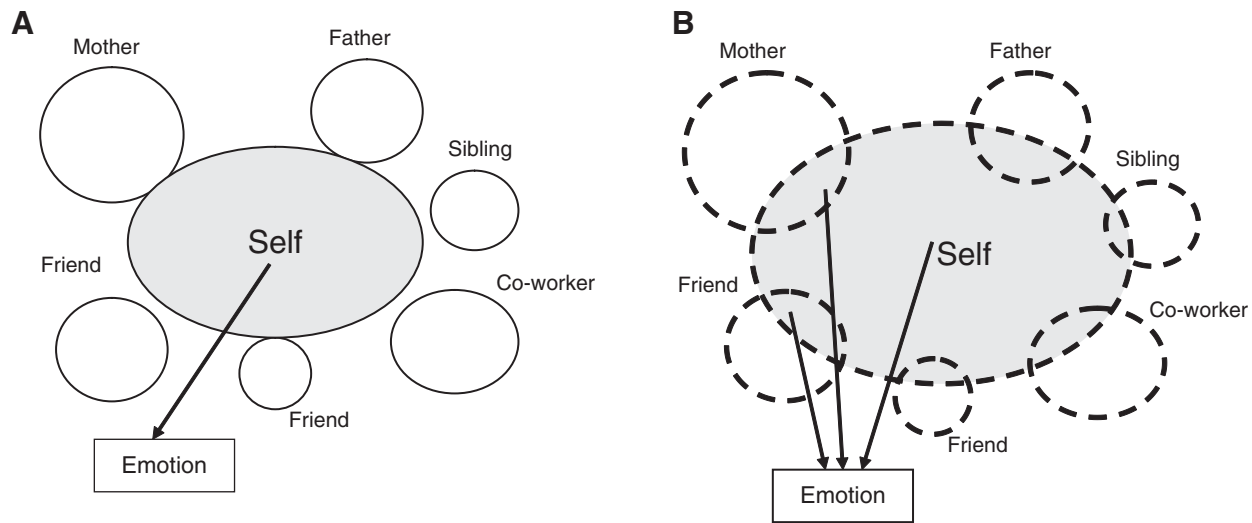 A
Mother
Father
Sibling
Self
Friend
Co-worker
Friend
Emotion
B
Mother
Father
Sibling
Self
Friend
Co-worker
Friend
Emotion